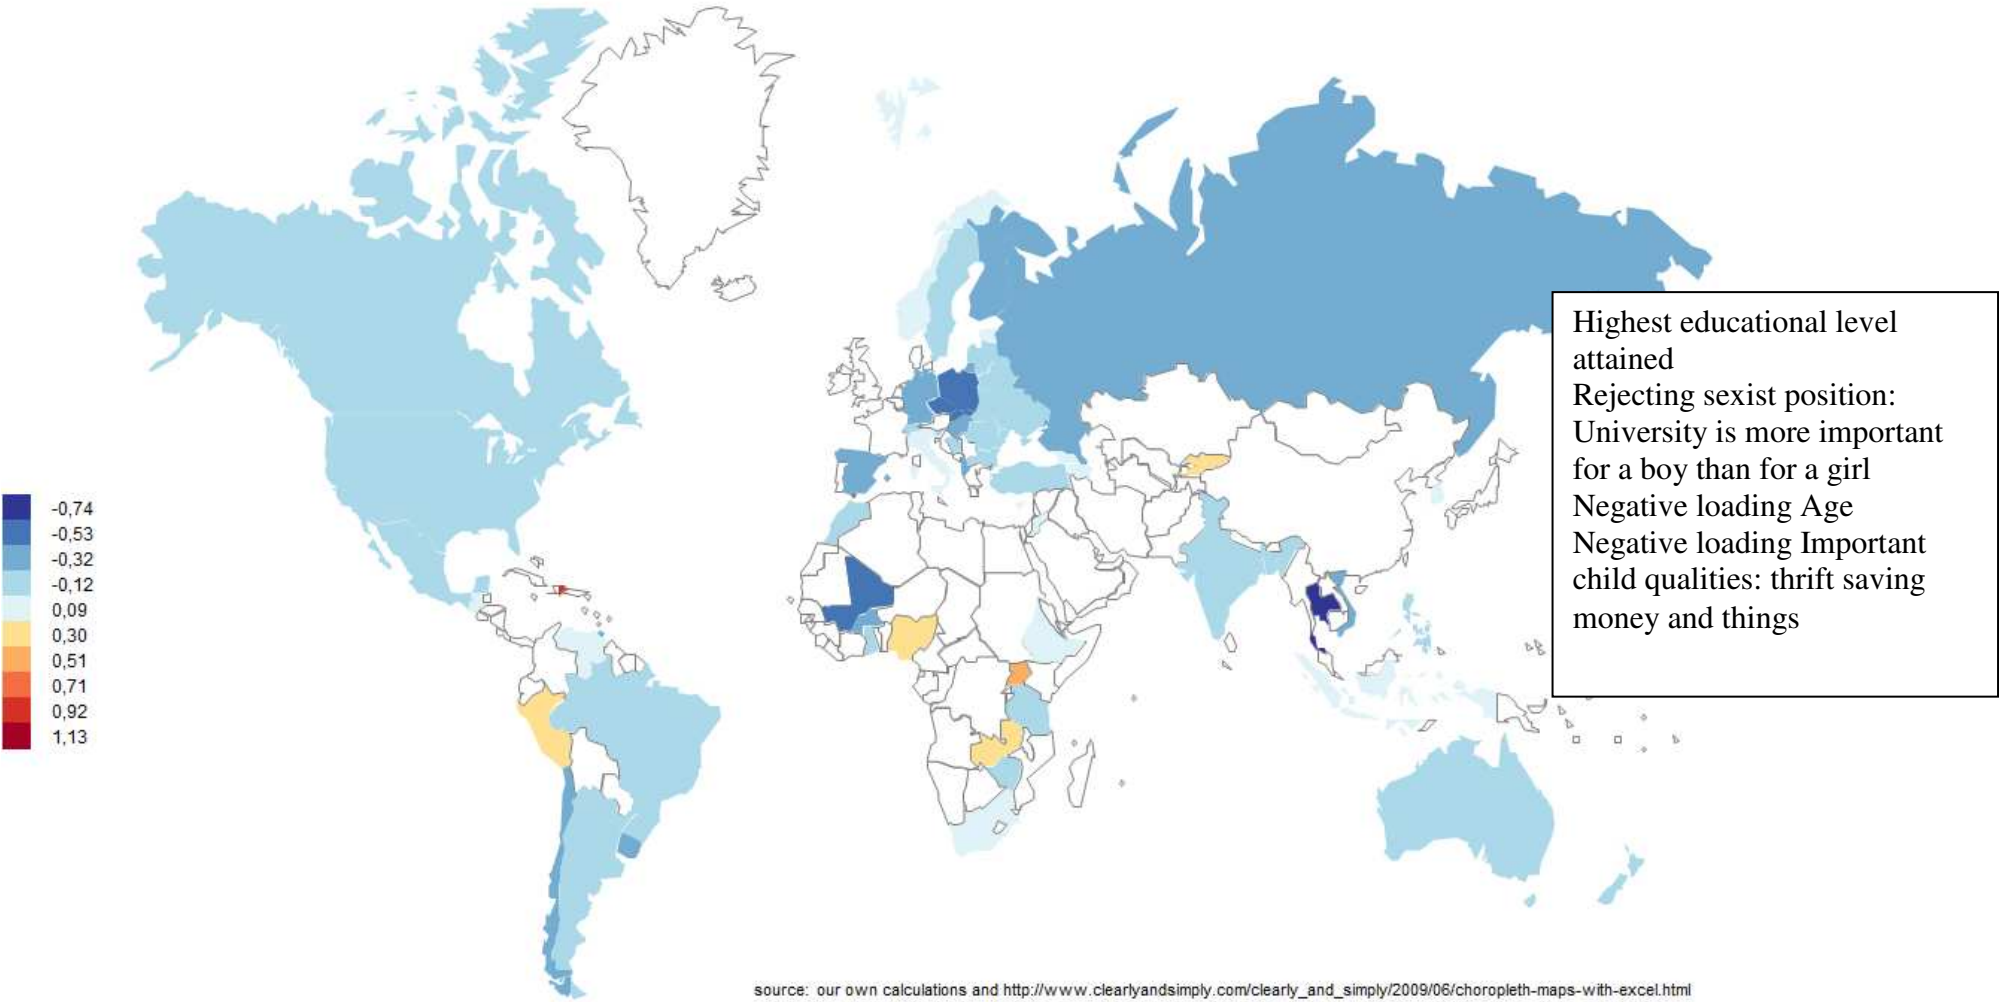 Highest educational level
attained
Rejecting sexist position:
University is more important
for a boy than for a girl
Negative loading Age
Negative loading Important
child qualities: thrift saving
money and things
-0,74
-0,53
-0,32
-0,12
0,09
0,30
0,51
0,71
0,92
1,13
source: our own calculations and http://www.clearlyandsimply.com/clearly_and_simply/2009/06/choropleth-maps-with-excel.html